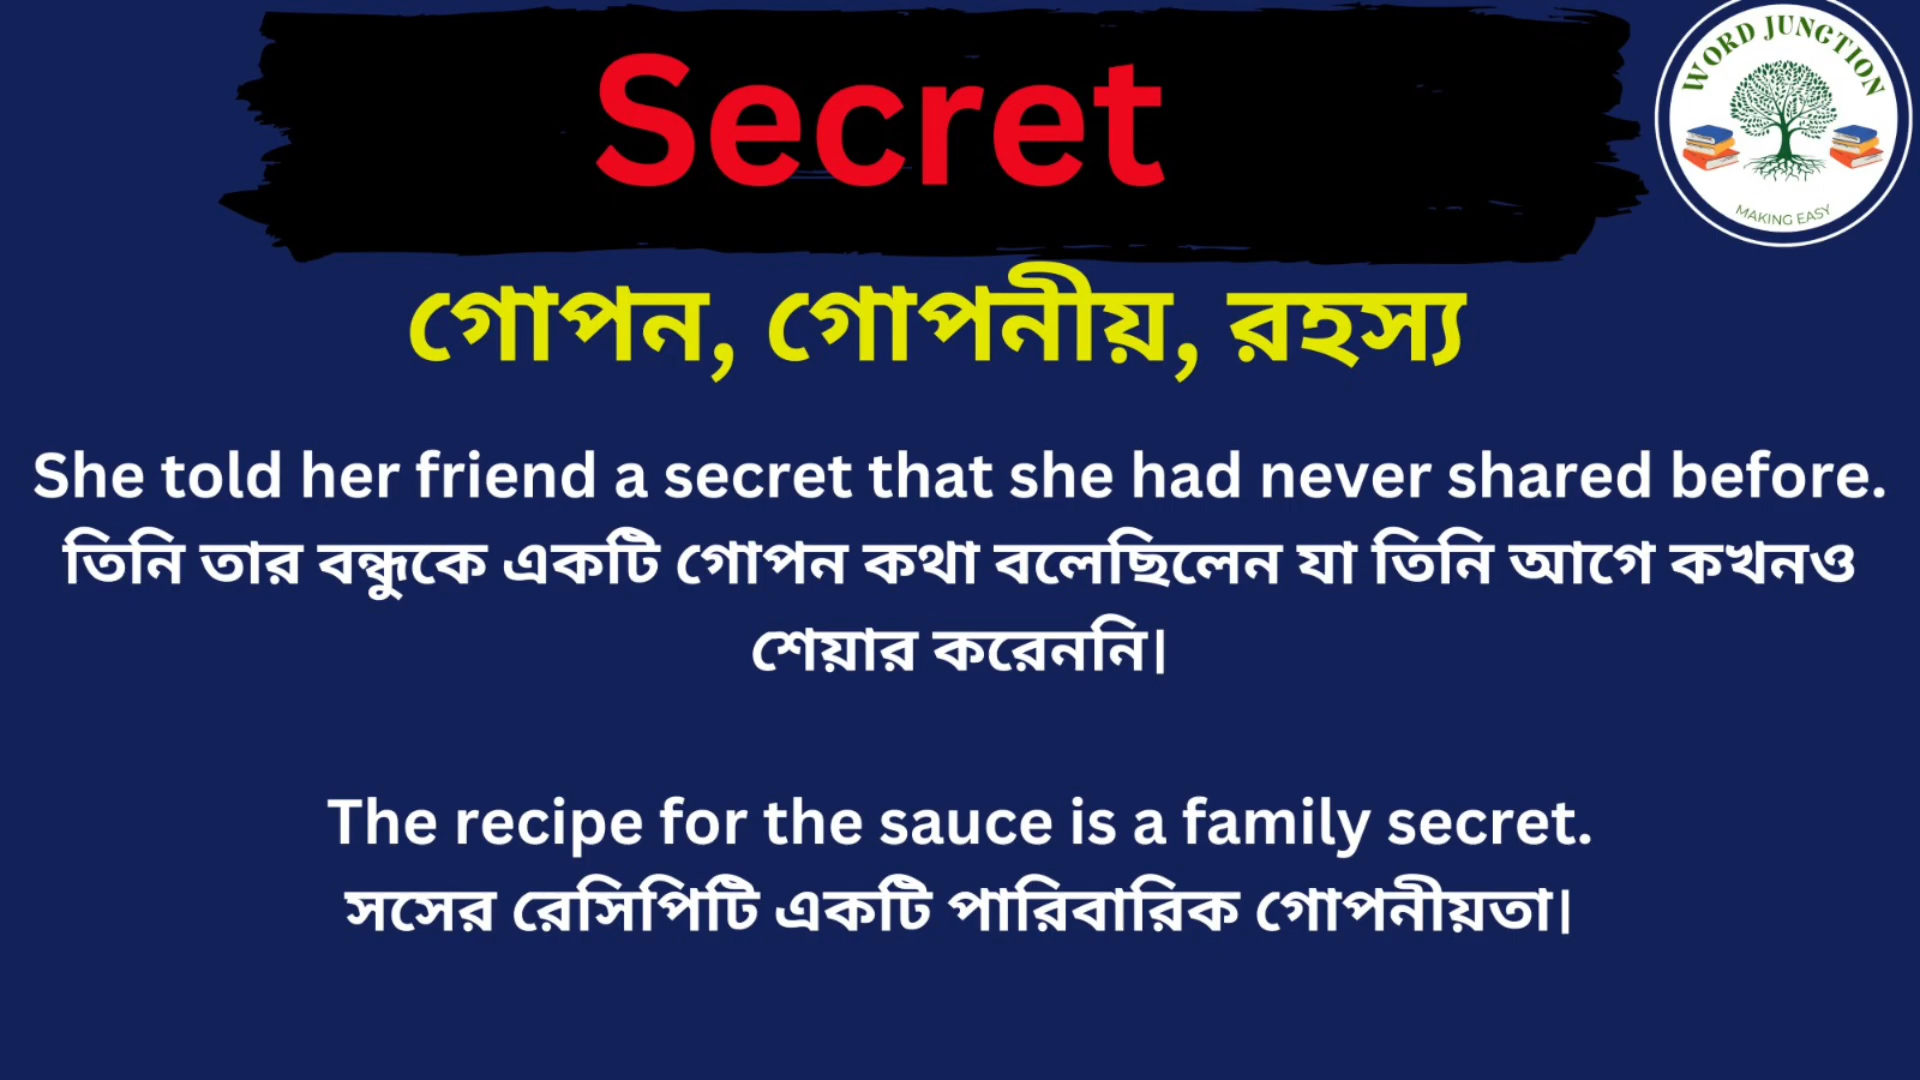 Secret
WORD JUNCTION
MAKING EASY
গোপন, গোপনীয়, রহস্য
She told her friend a secret that she had never shared before.
তিনি তার বন্ধুকে একটি গোপন কথা বলেছিলেন যা তিনি আগে কখনও
শেয়ার করেননি।
The recipe for the sauce is a family secret.
সসের রেসিপিটি একটি পারিবারিক গোপনীয়তা।